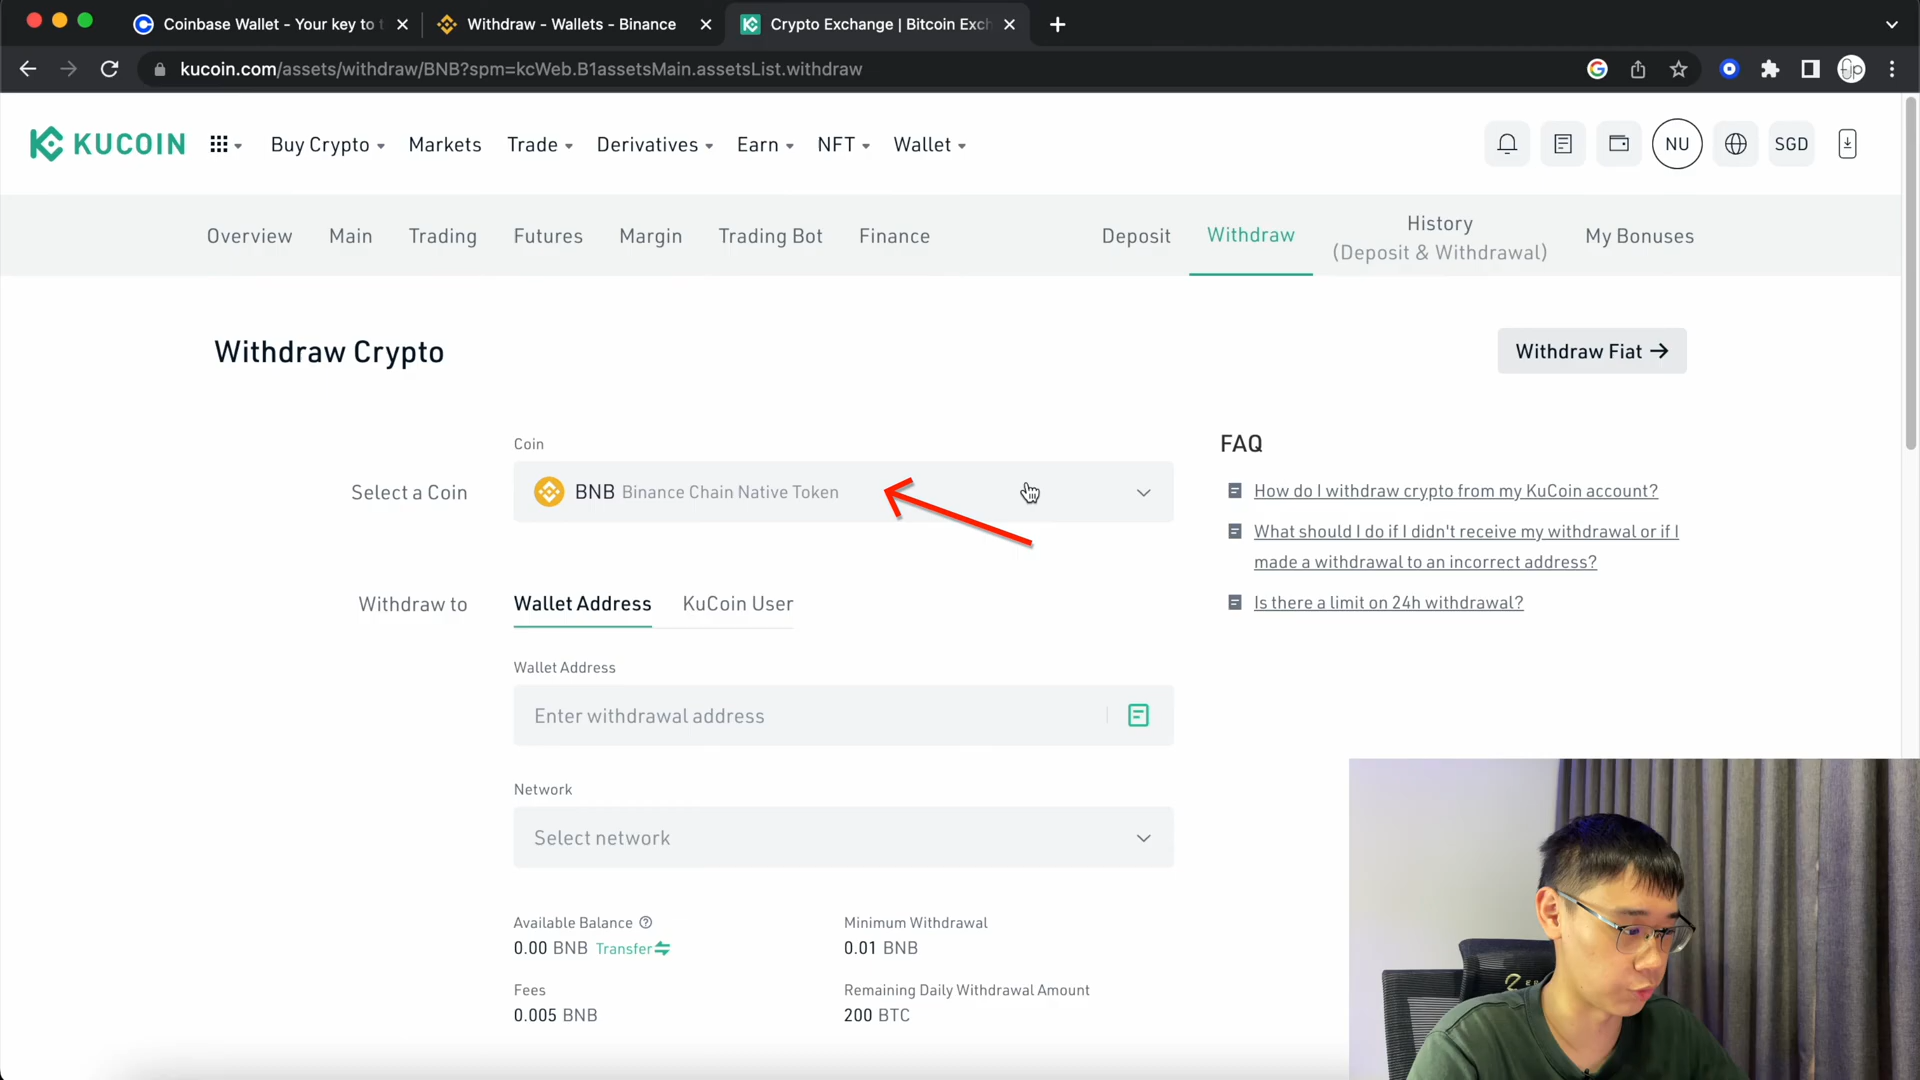 Coinbase Wallet - Your key to
Withdraw - Wallets - Binance
Crypto Exchange | Bitcoin Exc
kucoin.com/assets/withdraw/BNB?spm=kcWeb.B1assetsMain.assetsList.withdraw
KUCOIN
Buy Crypto
Markets
Trade
Derivatives
Earn
NFT
Wallet
NU
SGD
Overview
Main
Trading
Futures
Margin
Trading Bot
Finance
Deposit
Withdraw
History
(Deposit & Withdrawal)
My Bonuses
Withdraw Crypto
Withdraw Fiat →
Coin
Select a Coin
BNB Binance Chain Native Token
FAQ
How do I withdraw crypto from my KuCoin account?
What should I do if I didn't receive my withdrawal or if I
made a withdrawal to an incorrect address?
Is there a limit on 24h withdrawal?
Withdraw to
Wallet Address
KuCoin User
Wallet Address
Enter withdrawal address
Network
Select network
Available Balance
0.00 BNB Transfer
Minimum Withdrawal
0.01 BNB
Fees
0.005 BNB
Remaining Daily Withdrawal Amount
200 BTC